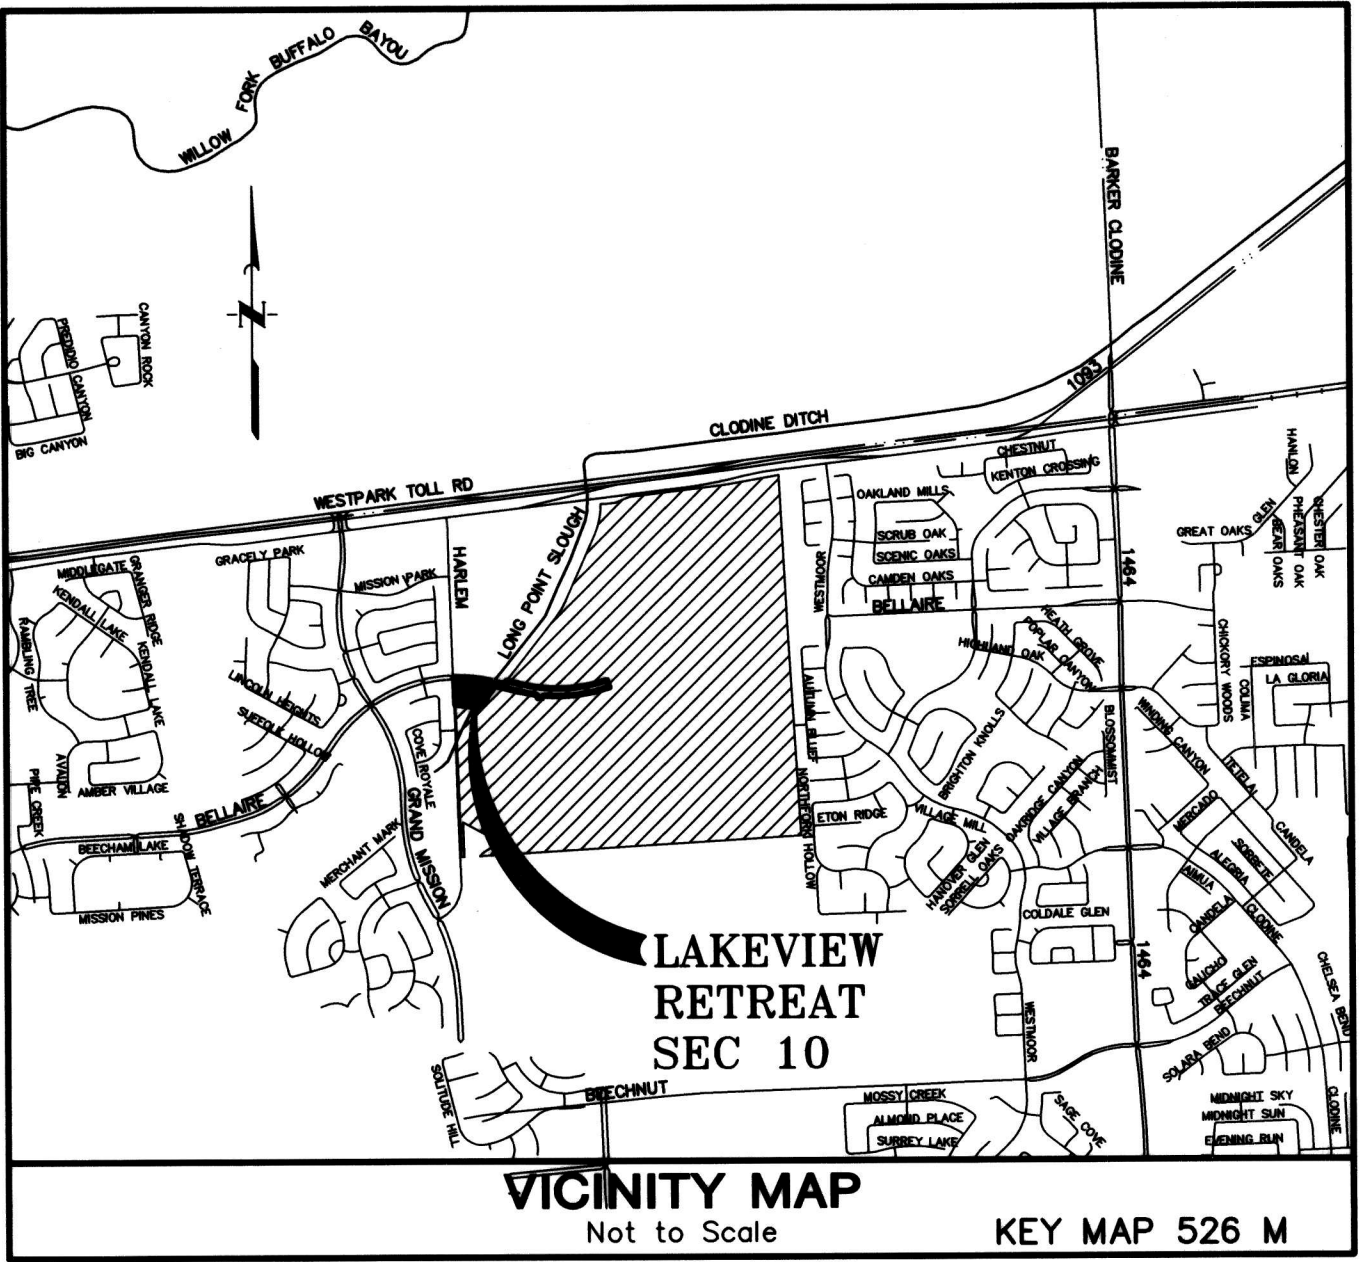 WILLOW FORK BUFFALO BAYOU
BARKER CLODINE
CANYON ROCK
PREDIDIO CANYON
BIG CANYON
N
1093
CLODINE DITCH
WESTPARK TOLL RD
CHESTNUT
KENTON CROSSING
OAKLAND MILLS
SCRUB OAK
SCENIC OAKS
CAMDEN OAKS
BELLAIRE
WESTMOOR
HANLON
GLEN
GREAT OAKS
BEAR OAKS
PHEASANT OAK
CHESTER OAK
1464
GRACELY PARK
MISSION PARK
HARLEM
LONG POINT SLOUGH
MIDDLEGATE
GRANGER RIDGE
KENDALL LAKE
KENDALL LAKE
RAMBLING TREE
LINCOLN HEIGHTS
SUFFOLK HOLLOW
HEATH GROVE
POPLAR CANYON
HIGHLAND OAK
CHICKORY WOODS
ESPINOSA
LA GLORIA
COLIMA
AUTUMN BLUFF
BRIGHTON KNOLLS
BLOSSOMMIST
WINDING CANYON
TETELA
COVE ROYALE
AVALON
AMBER VILLAGE
PIPE CREEK
BELLAIRE
GRAND MISSION
NORTHFORK HOLLOW
ETON RIDGE
VILLAGE MILL
OAKRIDGE CANYON
VILLAGE BRANCH
MERCADO
CANDELA
SORBETE
ALEGRIA
AIMUA
BEECHAM LAKE
SHADOW TERRACE
MERCHANT MARK
MISSION PINES
HANOVER GLEN
SORRELL OAKS
COLDALE GLEN
CANDELA
CLODINE
1464
LAKEVIEW
RETREAT
SEC 10
GAUCHO
TRACE GLEN
BEECHNUT
CHELSEA BEND
WESTMOOR
SOLARA BEND
SOLITUDE HILL
BEECHNUT
MOSSY CREEK
ALMOND PLACE
SURREY LAKE
SAGE COVE
MIDNIGHT SKY
MIDNIGHT SUN
EVENING RUN
CLODINE
VICINITY MAP
Not to Scale
KEY MAP 526 M